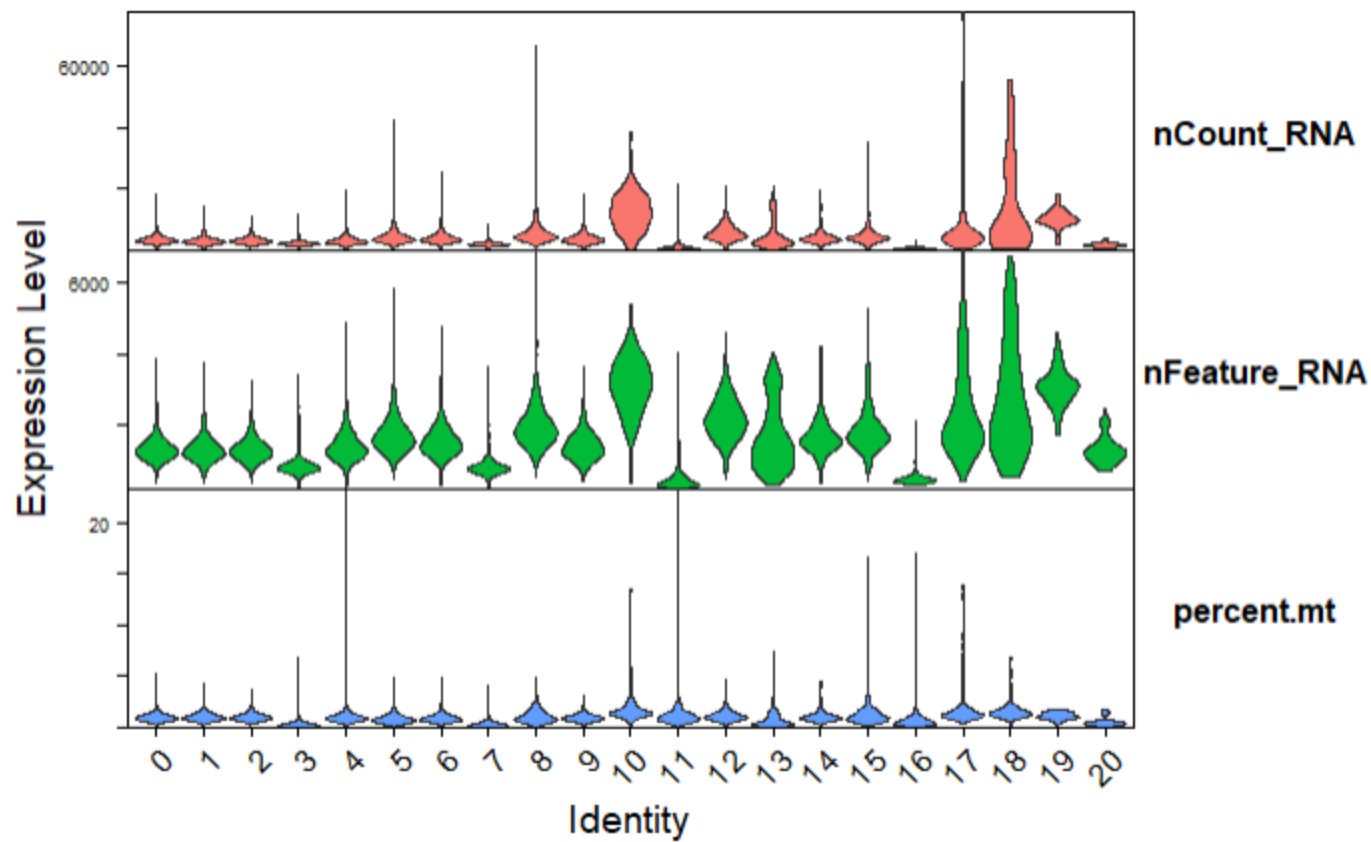 60000
nCount_RNA
6000
nFeature_RNA
Expression Level
20
percent.mt
0 1 2 3 4 5 6 7 8 9 10 11 12 13 14 15 16 17 18 19 20
Identity